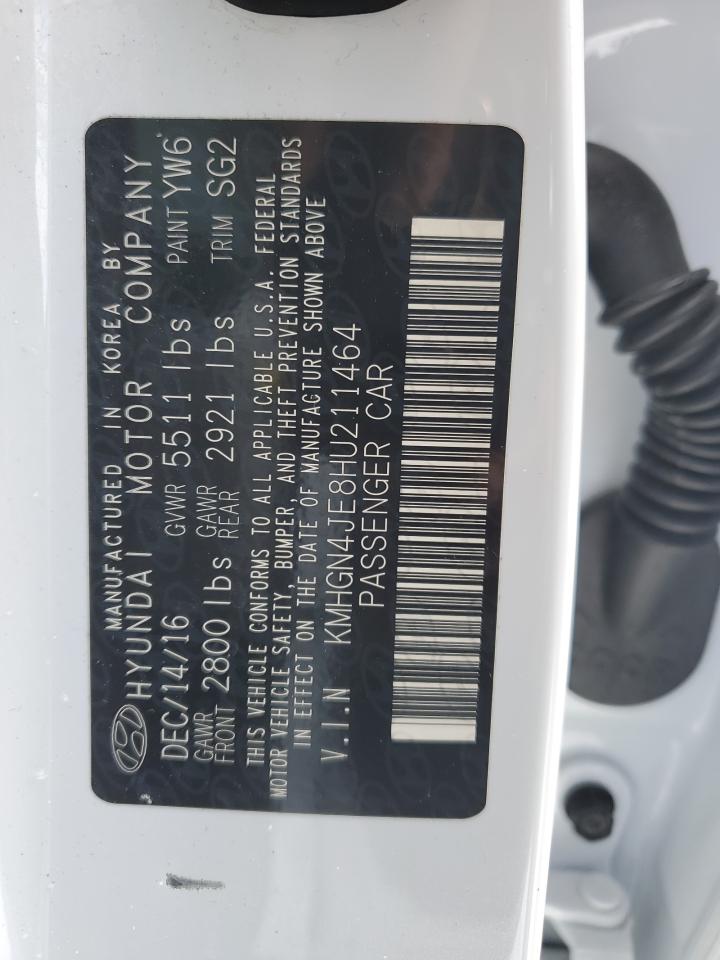 MANUFACTURED IN KOREA BY
HYUNDAI MOTOR COMPANY
DEC/14/16 GVWR 5511 lbs PAINT YW6
GAWR FRONT 2800 lbs GAWR REAR 2921 lbs TRIM SG2
THIS VEHICLE CONFORMS TO ALL APPLICABLE U.S.A. FEDERAL
MOTOR VEHICLE SAFETY, BUMPER, AND THEFT PREVENTION STANDARDS
IN EFFECT ON THE DATE OF MANUFACTURE SHOWN ABOVE
V.I.N KMHGN4JE8HU211464
PASSENGER CAR